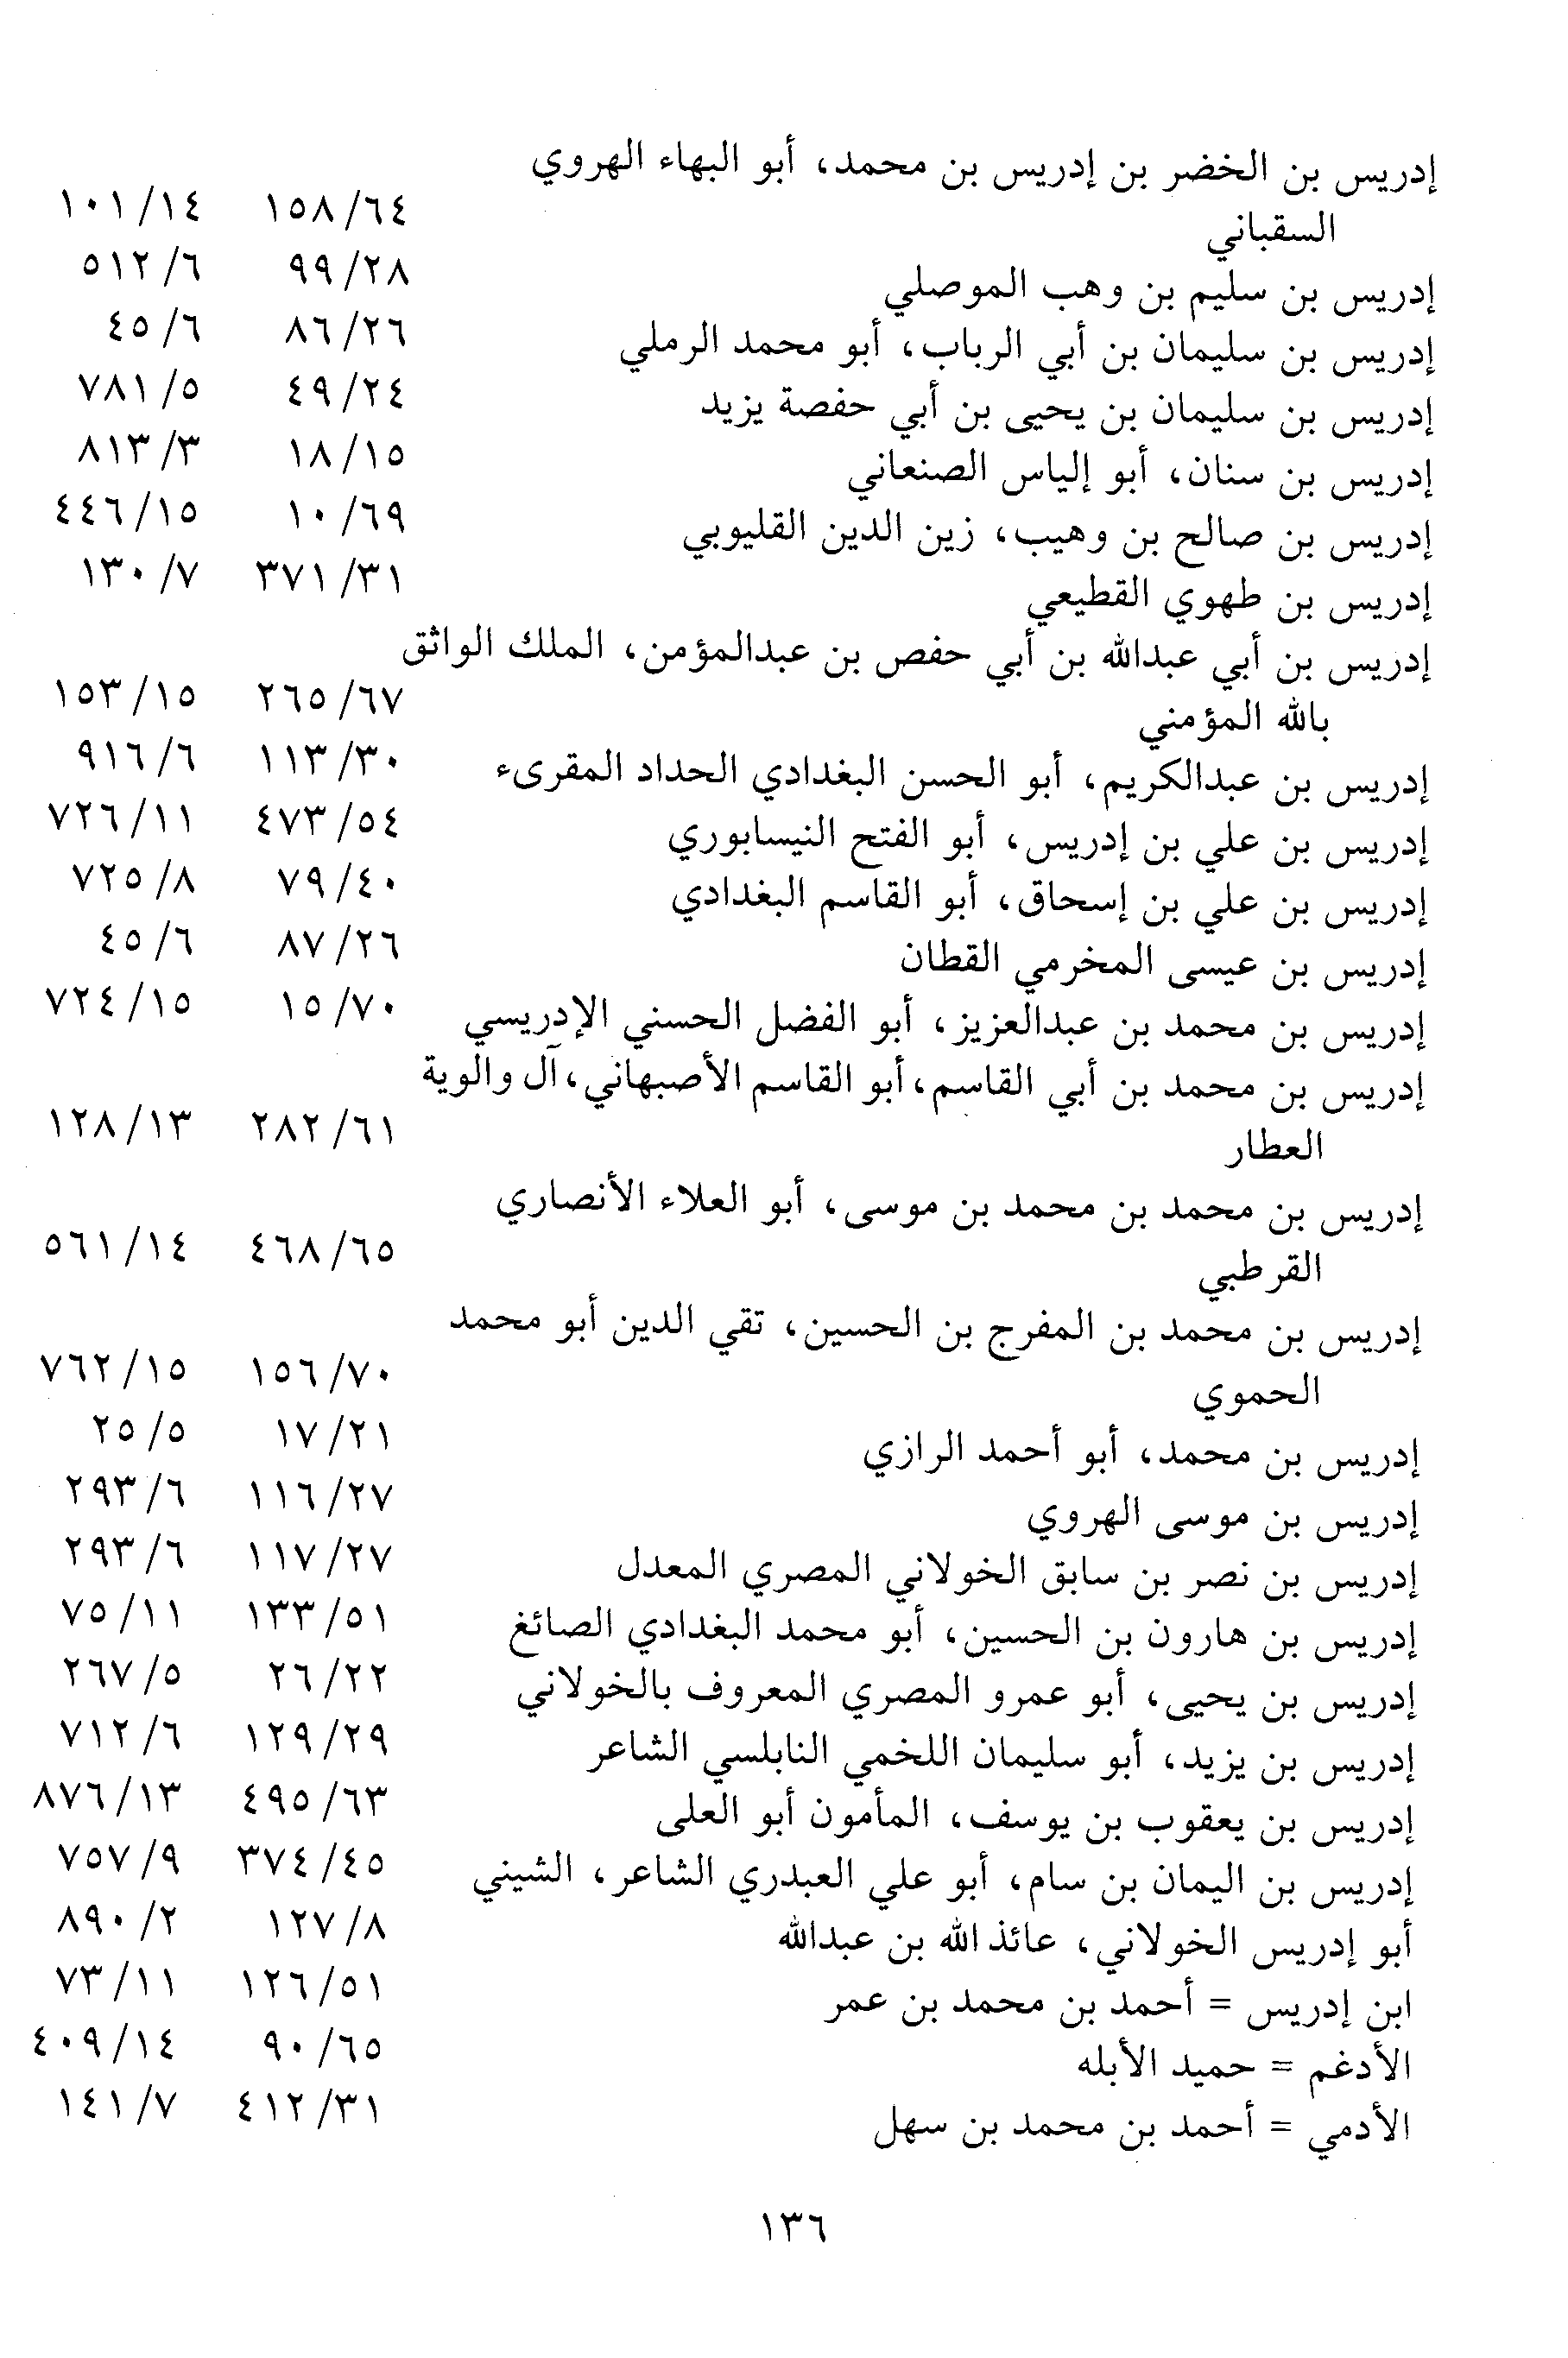 إدريس بن الخضر بن إدريس بن محمد، أبو البهاء الهروي
السقباني ١٥٨/٦٤ ١٠١/١٤
إدريس بن سليم بن وهب الموصلي ٩٩/٢٨ ٥١٢/٦
إدريس بن سليمان بن أبي الرباب، أبو محمد الرملي ٨٦/٢٦ ٤٥/٦
إدريس بن سليمان بن يحيى بن أبي حفصة يزيد ٤٩/٢٤ ٧٨١/٥
إدريس بن سنان، أبو إلياس الصنعاني ١٨/١٥ ٨١٣/٣
إدريس بن صالح بن وهيب، زين الدين القليوبي ١٠/٦٩ ٤٤٦/١٥
إدريس بن طهوي القطيعي ٣٧١/٣١ ١٣٠/٧
إدريس بن أبي عبدالله بن أبي حفص بن عبدالمؤمن، الملك الواثق
بالله المؤمني ٢٦٥/٦٧ ١٥٣/١٥
إدريس بن عبدالكريم، أبو الحسن البغدادي الحداد المقرىء ١١٣/٣٠ ٩١٦/٦
إدريس بن علي بن إدريس، أبو الفتح النيسابوري ٤٧٣/٥٤ ٧٢٦/١١
إدريس بن علي بن إسحاق، أبو القاسم البغدادي ٧٩/٤٠ ٧٢٥/٨
إدريس بن عيسى المخرمي القطان ٨٧/٢٦ ٤٥/٦
إدريس بن محمد بن عبدالعزيز، أبو الفضل الحسني الإدريسي ١٥/٧٠ ٧٢٤/١٥
إدريس بن محمد بن أبي القاسم، أبو القاسم الأصبهاني، آل والوية
العطار ٢٨٢/٦١ ١٢٨/١٣
إدريس بن محمد بن محمد بن موسى، أبو العلاء الأنصاري
القرطبي ٤٦٨/٦٥ ٥٦١/١٤
إدريس بن محمد بن المفرج بن الحسين، تقي الدين أبو محمد
الحموي ١٥٦/٧٠ ٧٦٢/١٥
إدريس بن محمد، أبو أحمد الرازي ١٧/٢١ ٢٥/٥
إدريس بن موسى الهروي ١١٦/٢٧ ٢٩٣/٦
إدريس بن نصر بن سابق الخولاني المصري المعدل ١١٧/٢٧ ٢٩٣/٦
إدريس بن هارون بن الحسين، أبو محمد البغدادي الصائغ ١٣٣/٥١ ٧٥/١١
إدريس بن يحيى، أبو عمرو المصري المعروف بالخولاني ٢٦/٢٢ ٢٦٧/٥
إدريس بن يزيد، أبو سليمان اللخمي النابلسي الشاعر ١٢٩/٢٩ ٧١٢/٦
إدريس بن يعقوب بن يوسف، المأمون أبو العلى ٤٩٥/٦٣ ٨٧٦/١٣
إدريس بن اليمان بن سام، أبو علي العبدري الشاعر، الشيني ٣٧٤/٤٥ ٧٥٧/٩
أبو إدريس الخولاني، عائذ الله بن عبدالله ١٢٧/٨ ٨٩٠/٢
ابن إدريس = أحمد بن محمد بن عمر ١٢٦/٥١ ٧٣/١١
الأدغم = حميد الأبله ٩٠/٦٥ ٤٠٩/١٤
الأدمي = أحمد بن محمد بن سهل ٤١٢/٣١ ١٤١/٧
١٣٦